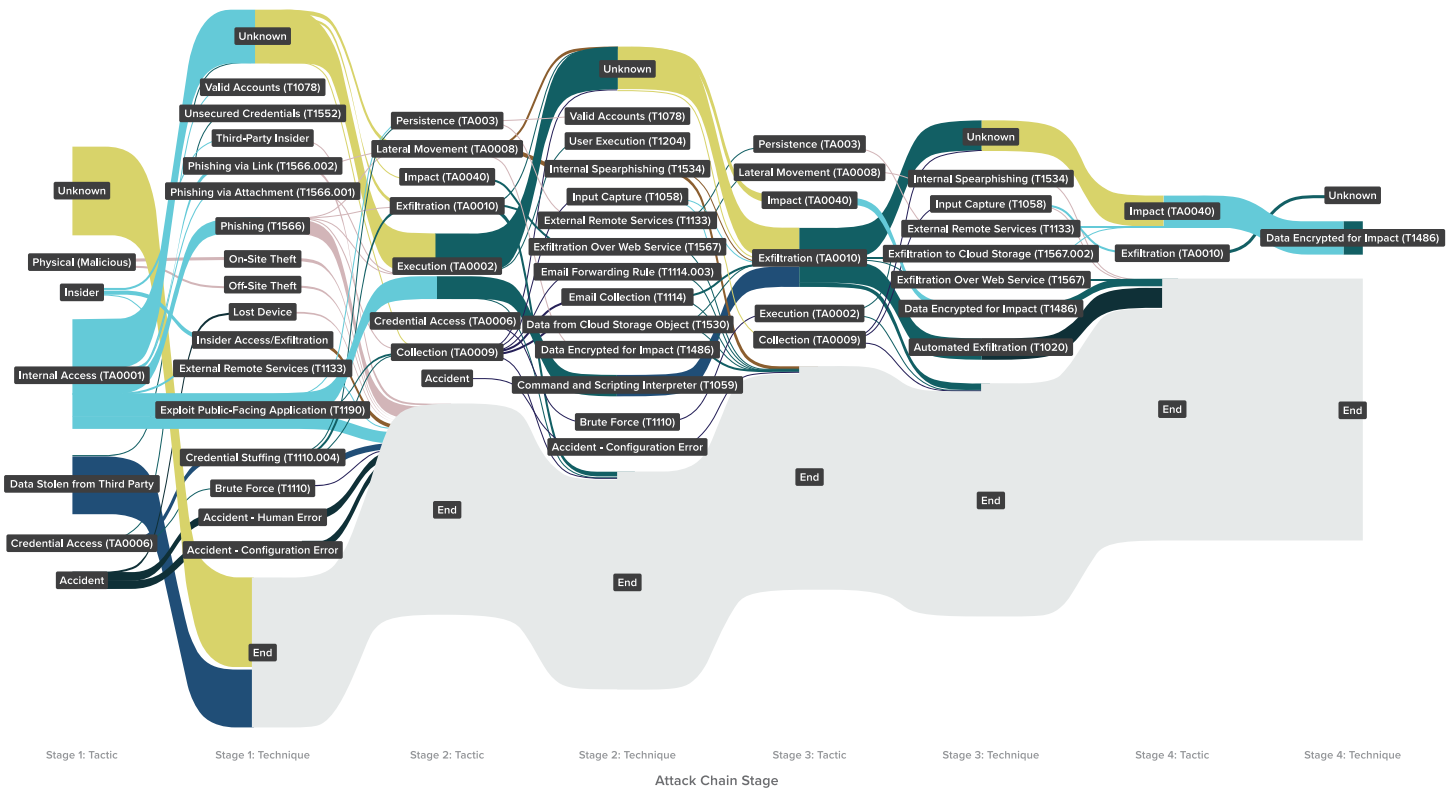 Unknown
Physical (Malicious)
Insider
Internal Access (TA0001)
Data Stolen from Third Party
Credential Access (TA0006)
Accident
Unknown
Valid Accounts (T1078)
Unsecured Credentials (T1552)
Third-Party Insider
Phishing via Link (T1566.002)
Phishing via Attachment (T1566.001)
Phishing (T1566)
On-Site Theft
Off-Site Theft
Lost Device
Insider Access/Exfiltration
External Remote Services (T1133)
Exploit Public-Facing Application (T1190)
Credential Stuffing (T1110.004)
Brute Force (T1110)
Accident - Human Error
Accident - Configuration Error
End
Persistence (TA003)
Lateral Movement (TA0008)
Impact (TA0040)
Exfiltration (TA0010)
Execution (TA0002)
Credential Access (TA0006)
Collection (TA0009)
Accident
End
Unknown
Valid Accounts (T1078)
User Execution (T1204)
Internal Spearphishing (T1534)
Input Capture (T1058)
External Remote Services (T1133)
Exfiltration Over Web Service (T1567)
Email Forwarding Rule (T1114.003)
Email Collection (T1114)
Data from Cloud Storage Object (T1530)
Data Encrypted for Impact (T1486)
Command and Scripting Interpreter (T1059)
Brute Force (T1110)
Accident - Configuration Error
End
Persistence (TA003)
Lateral Movement (TA0008)
Impact (TA0040)
Exfiltration (TA0010)
Execution (TA0002)
Collection (TA0009)
End
Unknown
Internal Spearphishing (T1534)
Input Capture (T1058)
External Remote Services (T1133)
Exfiltration to Cloud Storage (T1567.002)
Exfiltration Over Web Service (T1567)
Data Encrypted for Impact (T1486)
Automated Exfiltration (T1020)
End
Impact (TA0040)
Exfiltration (TA0010)
End
Unknown
Data Encrypted for Impact (T1486)
End
Stage 1: Tactic
Stage 1: Technique
Stage 2: Tactic
Stage 2: Technique
Stage 3: Tactic
Stage 3: Technique
Stage 4: Tactic
Stage 4: Technique
Attack Chain Stage